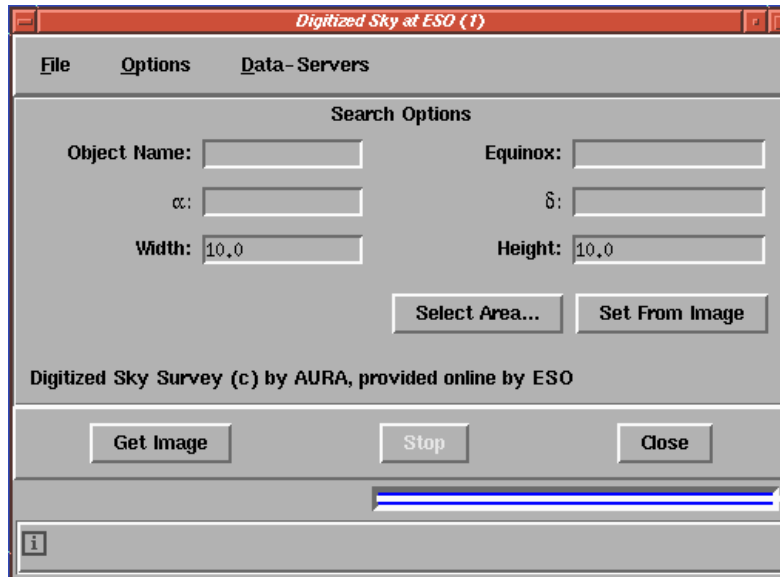 Digitized Sky at ESO (1)
File Options Data-Servers
Search Options
Object Name: Equinox:
α: δ:
Width: 10.0 Height: 10.0
Select Area... Set From Image
Digitized Sky Survey (c) by AURA, provided online by ESO
Get Image Stop Close
i